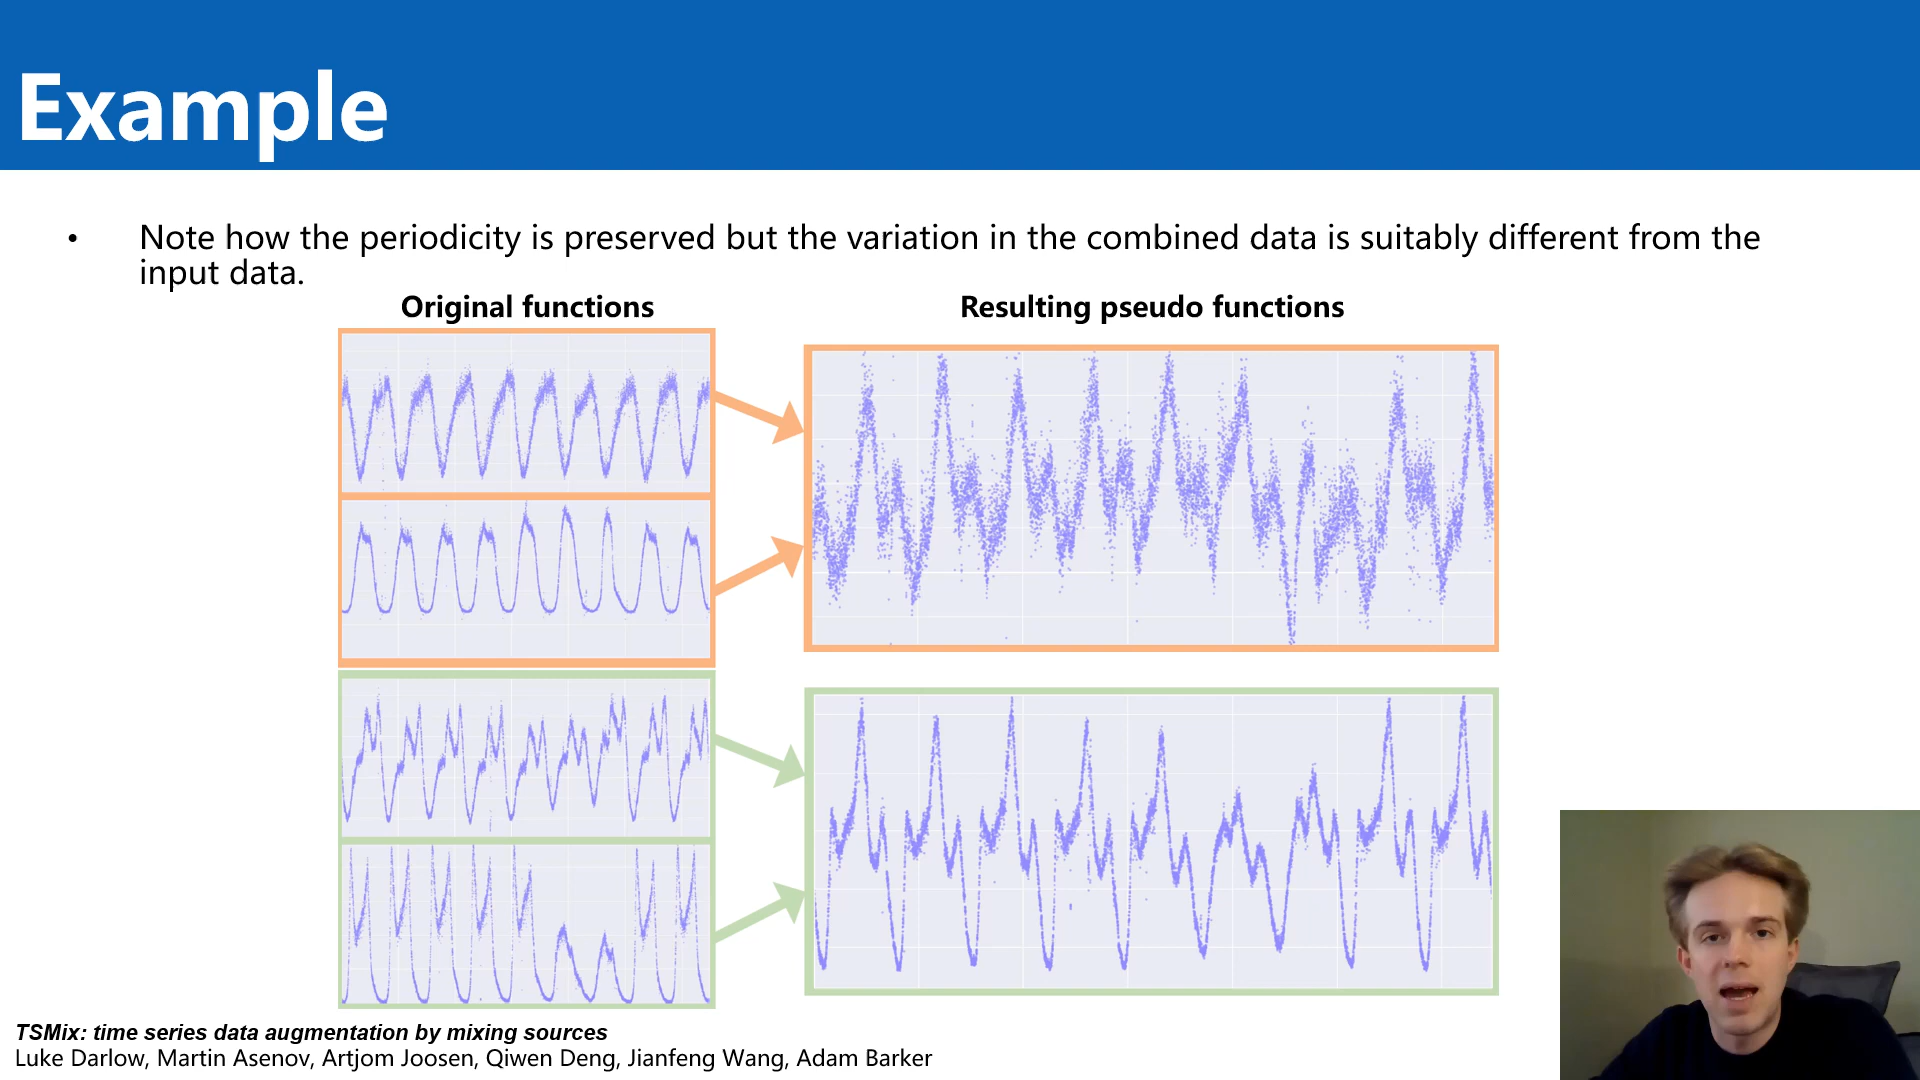 Example
• Note how the periodicity is preserved but the variation in the combined data is suitably different from the
input data.
Original functions
Resulting pseudo functions
TSMix: time series data augmentation by mixing sources
Luke Darlow, Martin Asenov, Artjom Joosen, Qiwen Deng, Jianfeng Wang, Adam Barker